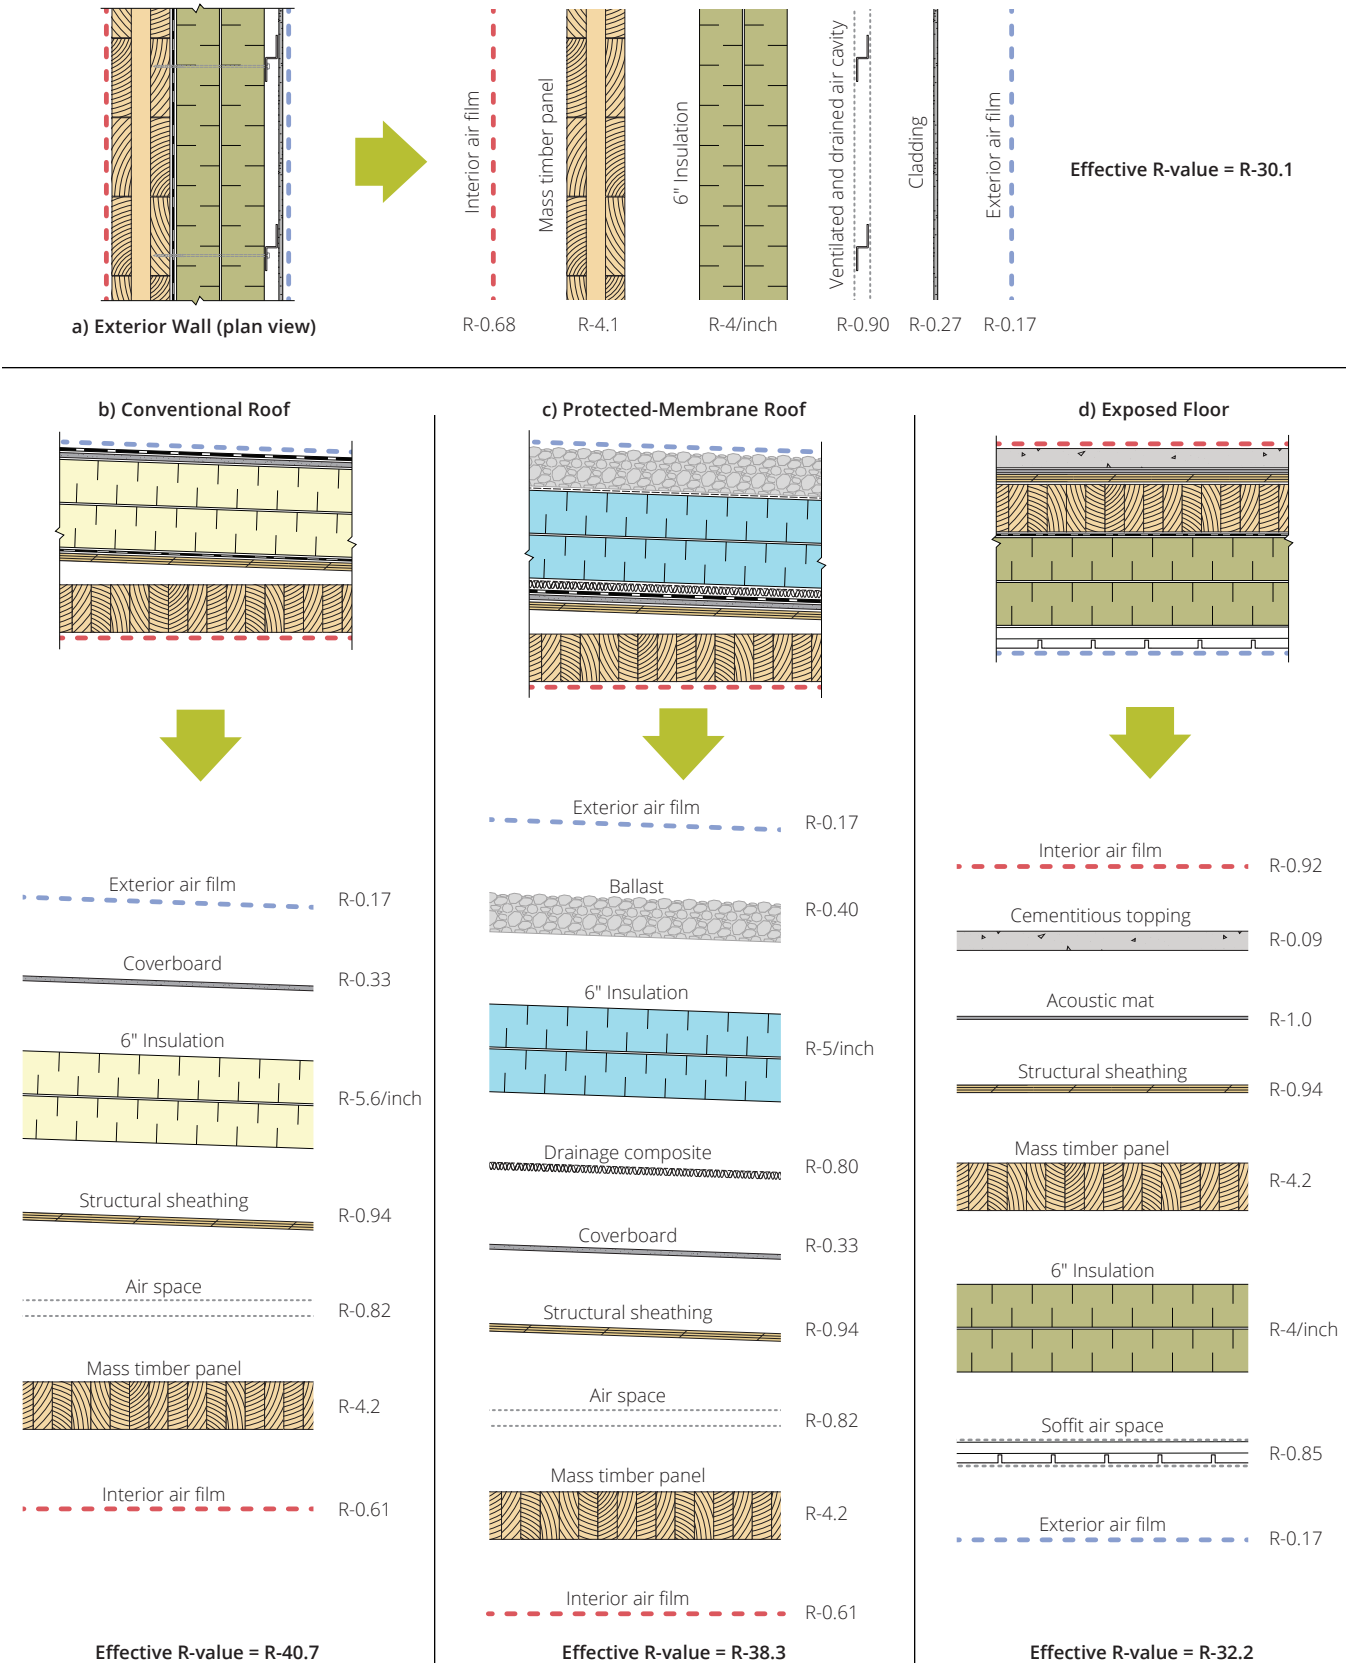 Interior air film
Mass timber panel
6" Insulation
Ventilated and drained air cavity
Cladding
Exterior air film
Effective R-value = R-30.1
a) Exterior Wall (plan view)
R-0.68
R-4.1
R-4/inch
R-0.90
R-0.27
R-0.17
b) Conventional Roof
Exterior air film
R-0.17
Coverboard
R-0.33
6" Insulation
R-5.6/inch
Structural sheathing
R-0.94
Air space
R-0.82
Mass timber panel
R-4.2
Interior air film
R-0.61
Effective R-value = R-40.7
c) Protected-Membrane Roof
Exterior air film
R-0.17
Ballast
R-0.40
6" Insulation
R-5/inch
Drainage composite
R-0.80
Coverboard
R-0.33
Structural sheathing
R-0.94
Air space
R-0.82
Mass timber panel
R-4.2
Interior air film
R-0.61
Effective R-value = R-38.3
d) Exposed Floor
Interior air film
R-0.92
Cementitious topping
R-0.09
Acoustic mat
R-1.0
Structural sheathing
R-0.94
Mass timber panel
R-4.2
6" Insulation
R-4/inch
Soffit air space
R-0.85
Exterior air film
R-0.17
Effective R-value = R-32.2